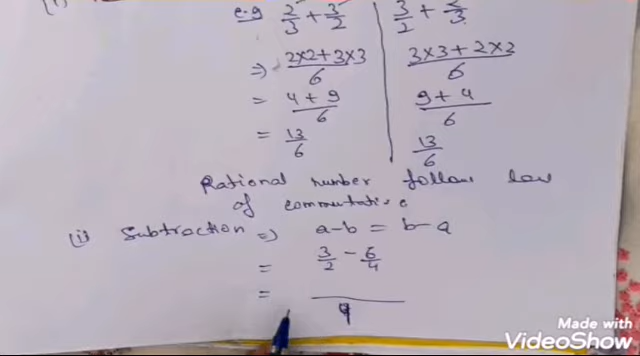 (i)
e.g 2/3 + 3/2 | 3/2 + 2/3
⇒ 2×2+3×3/6 | 3×3+2×2/6
= 4+9/6 | 9+4/6
= 13/6 | 13/6
Rational number follow law
of commutative
(ii) Subtraction ⇒ a-b = b-a
= 3/2 - 6/4
= /4
Made with
VideoShow